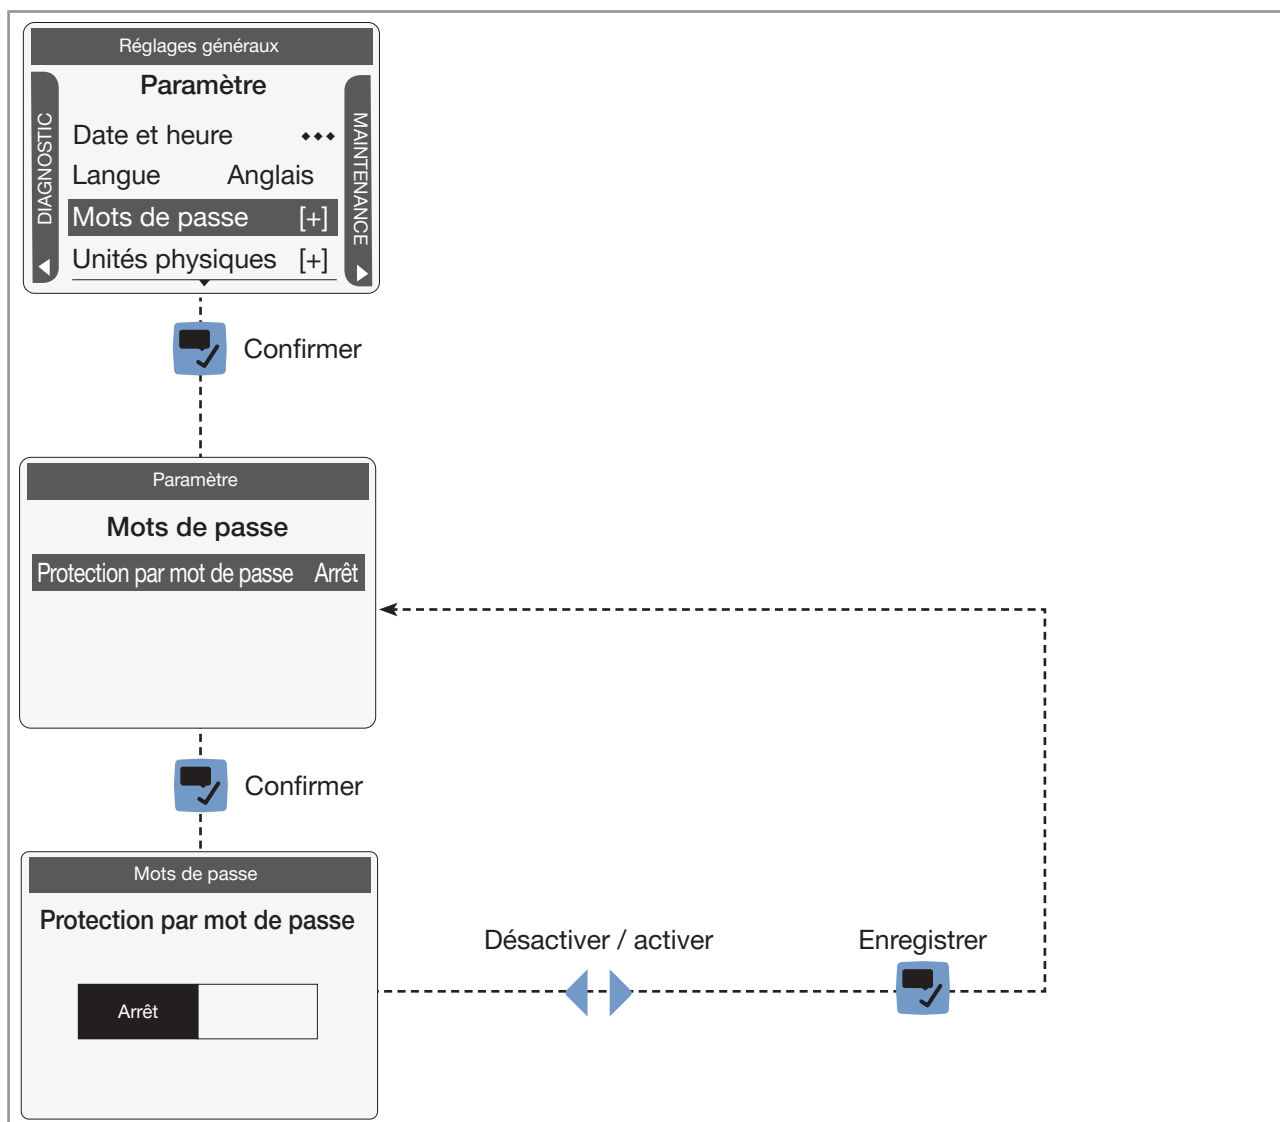 Réglages généraux
Paramètre
DIAGNOSTIC
MAINTENANCE
Date et heure
Langue Anglais
Mots de passe [+]
Unités physiques [+]
Confirmer
Paramètre
Mots de passe
Protection par mot de passe Arrêt
Confirmer
Mots de passe
Protection par mot de passe
Arrêt
Désactiver / activer
Enregistrer